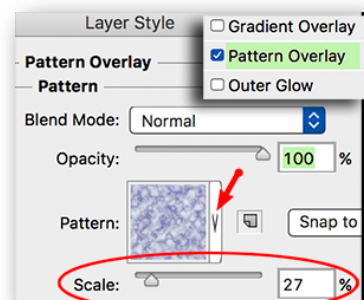 Layer Style
Gradient Overlay
Pattern Overlay
Outer Glow
Pattern Overlay
Pattern
Blend Mode: Normal
Opacity: 100 %
Pattern: Snap to
Scale: 27 %